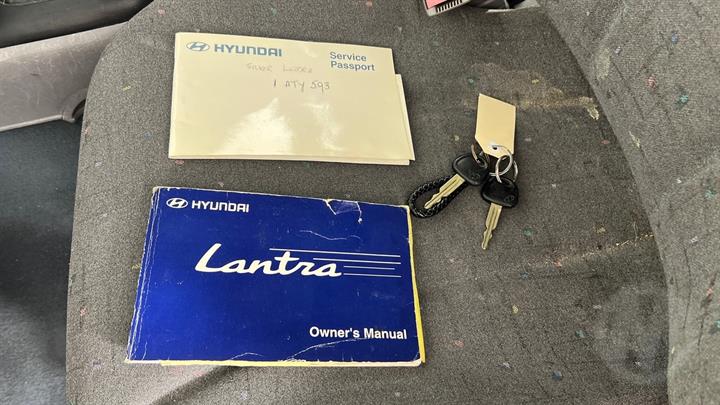 HYUNDAI
Service
Passport
SILVER LANTRA
1 ATY 593
HYUNDAI
Lantra
Owner's Manual